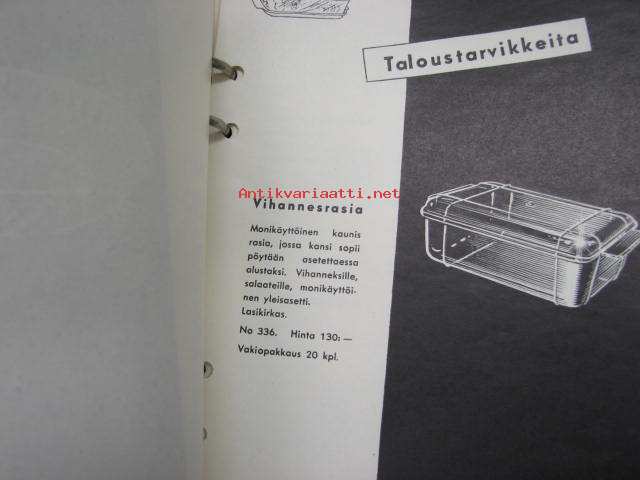 Taloustarvikkeita
Antikvariaatti.net
Vihannesrasia
Monikäyttöinen kaunis
rasia, jossa kansi sopii
pöytään asetettaessa
alustaksi. Vihanneksille,
salaateille, monikäyttöi-
nen yleisasetti.
Lasikirkas.
No 336. Hinta 130:—
Vakiopakkaus 20 kpl.